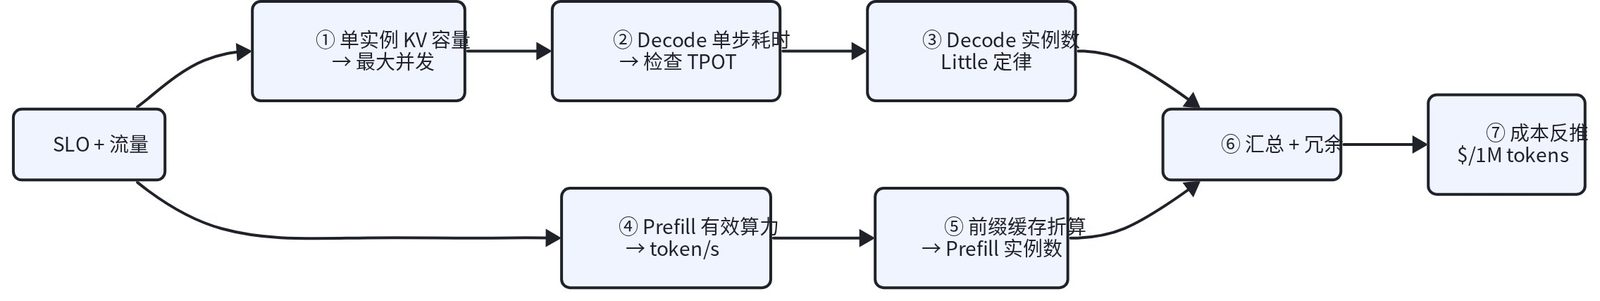 SLO + 流量
① 单实例 KV 容量
→ 最大并发
② Decode 单步耗时
→ 检查 TPOT
③ Decode 实例数
Little 定律
④ Prefill 有效算力
→ token/s
⑤ 前缀缓存折算
→ Prefill 实例数
⑥ 汇总 + 冗余
⑦ 成本反推
$/1M tokens